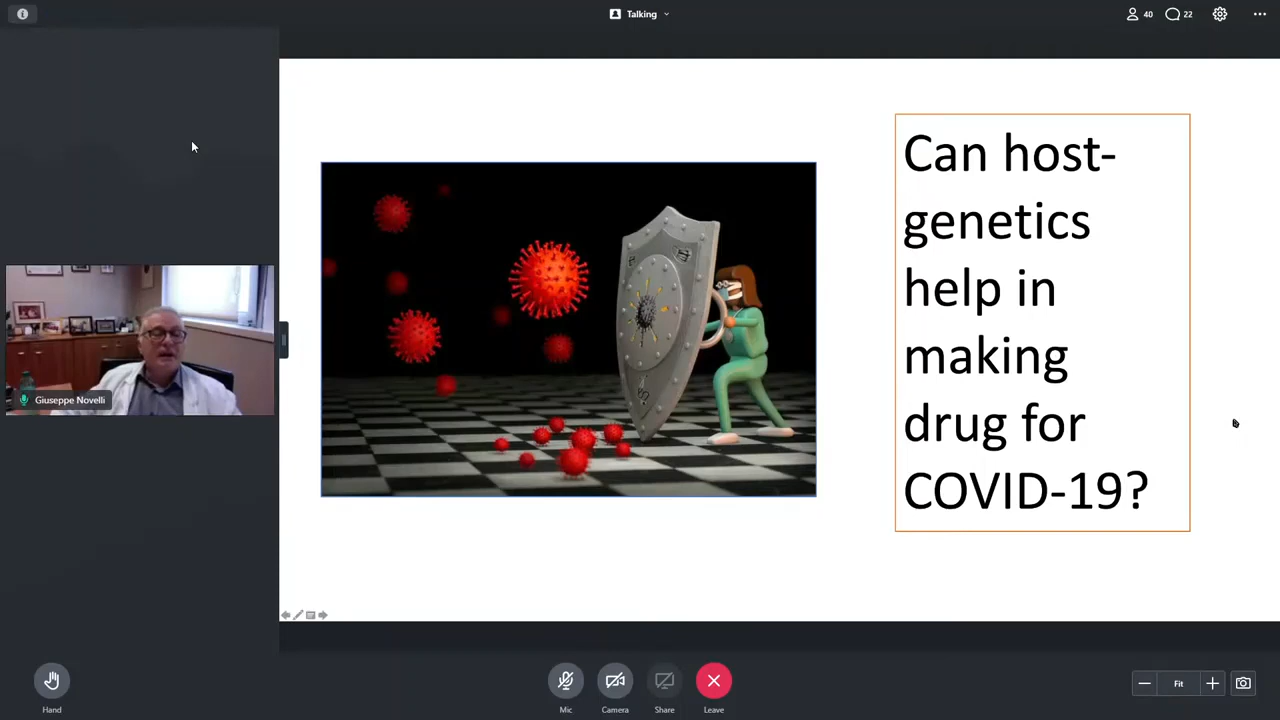 Talking
40
22
Can host-
genetics
help in
making
drug for
COVID-19?
Giuseppe Novelli
Hand
Mic
Camera
Share
Leave
Fit